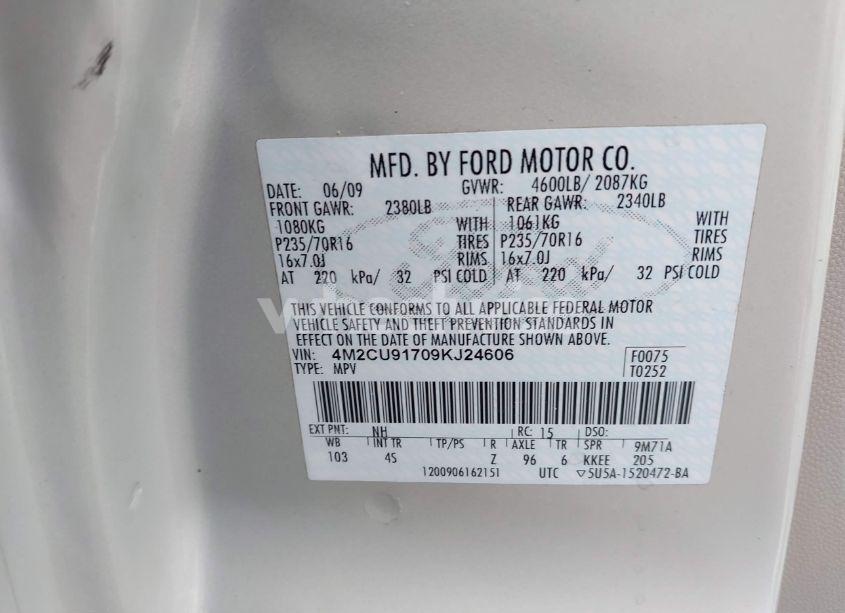 MFD. BY FORD MOTOR CO.
DATE: 06/09 GVWR: 4600LB/ 2087KG
FRONT GAWR: 2380LB REAR GAWR: 2340LB
1080KG WITH 1061KG WITH
P235/70R16 TIRES P235/70R16 TIRES
16x7.0J RIMS 16x7.0J RIMS
AT 220 kPa/ 32 PSI COLD AT 220 kPa/ 32 PSI COLD
THIS VEHICLE CONFORMS TO ALL APPLICABLE FEDERAL MOTOR
VEHICLE SAFETY AND THEFT PREVENTION STANDARDS IN
EFFECT ON THE DATE OF MANUFACTURE SHOWN ABOVE.
VIN: 4M2CU91709KJ24606 F0075
TYPE: MPV T0252
EXT PNT: NH RC: 15 DSO:
WB INT TR TP/PS R AXLE TR SPR 9M71A
103 4S Z 96 6 KKEE 205
1200906162151 UTC ▽5U5A-1520472-BA